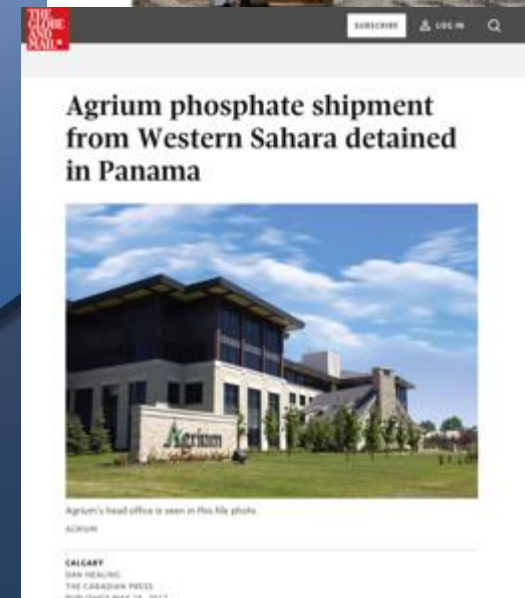 THE
GLOBE
AND
MAIL
SUBSCRIBE
LOG IN
Agrium phosphate shipment
from Western Sahara detained
in Panama
Agrium
Agrium's head office is seen in this file photo.
AGRIUM
CALGARY
DAN HEALING
THE CANADIAN PRESS